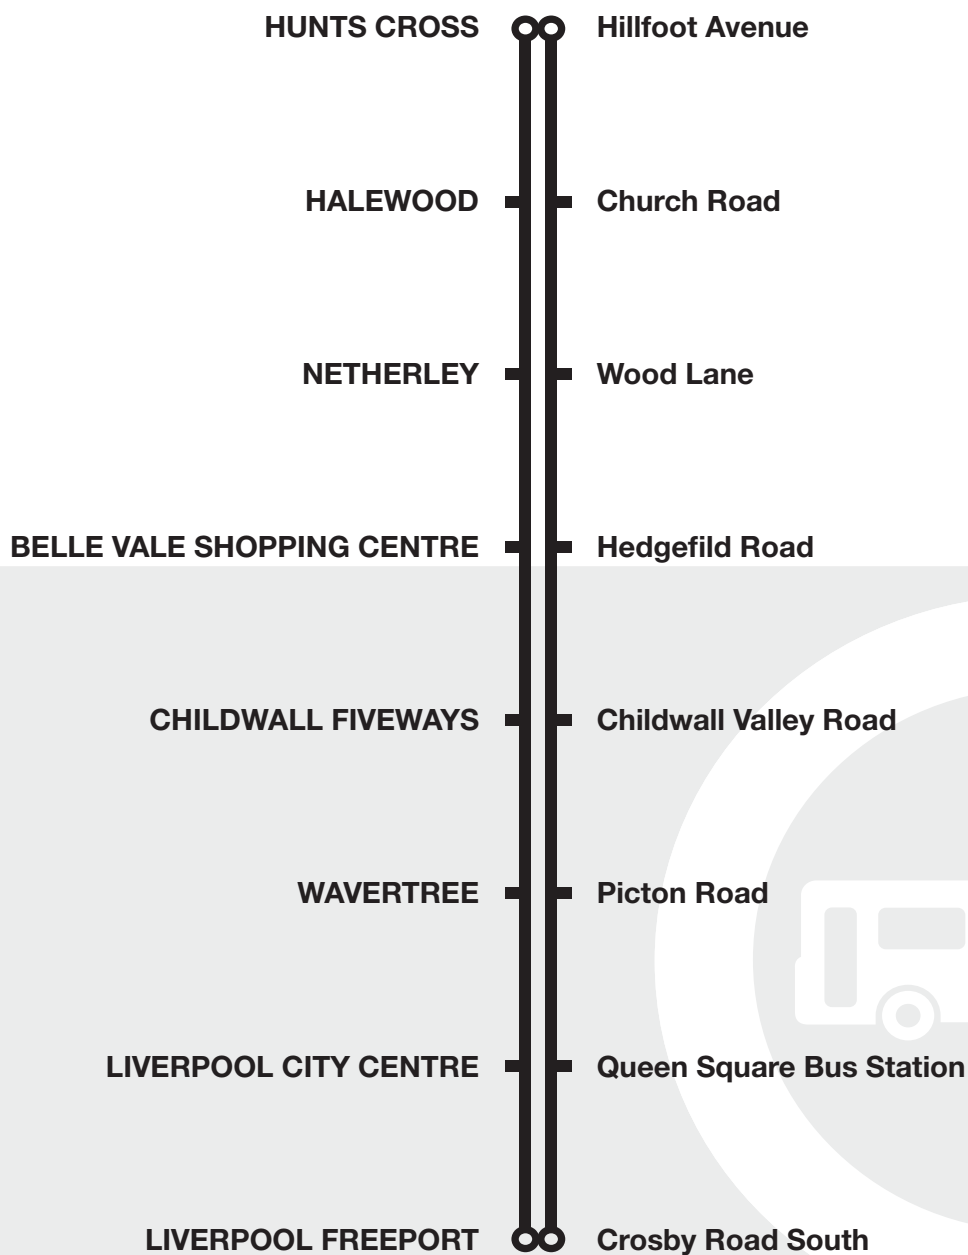 HUNTS CROSS Hillfoot Avenue
HALEWOOD Church Road
NETHERLEY Wood Lane
BELLE VALE SHOPPING CENTRE Hedgefild Road
CHILDWALL FIVEWAYS Childwall Valley Road
WAVERTREE Picton Road
LIVERPOOL CITY CENTRE Queen Square Bus Station
LIVERPOOL FREEPORT Crosby Road South